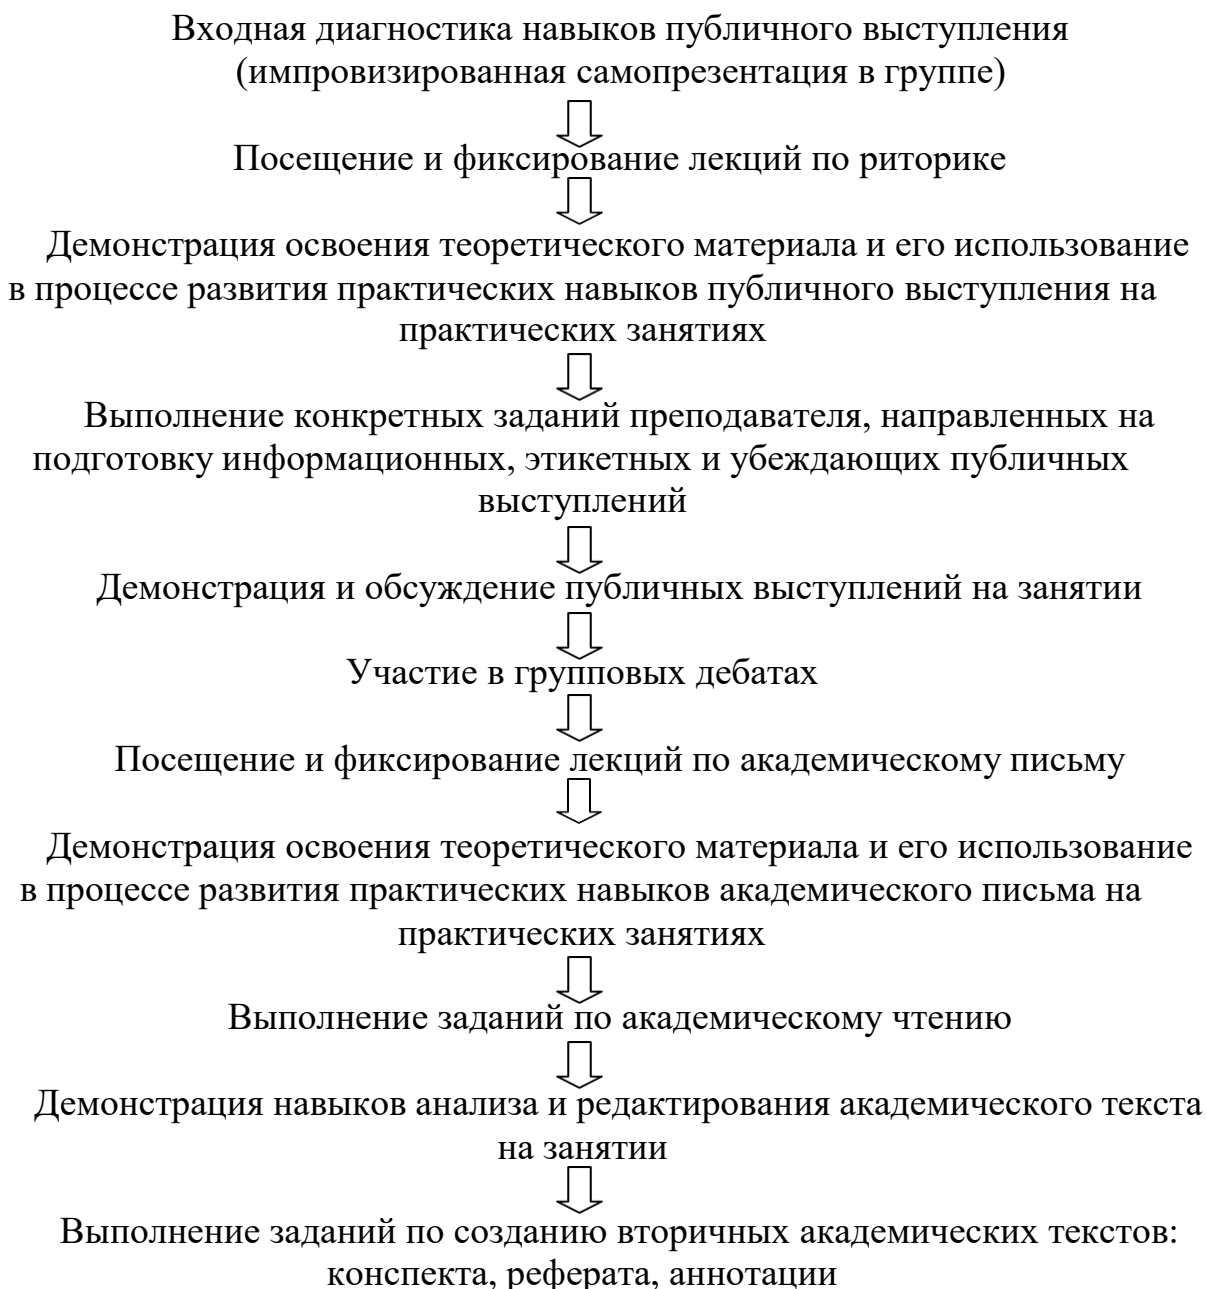 Входная диагностика навыков публичного выступления
(импровизированная самопрезентация в группе)
Посещение и фиксирование лекций по риторике
Демонстрация освоения теоретического материала и его использование
в процессе развития практических навыков публичного выступления на
практических занятиях
Выполнение конкретных заданий преподавателя, направленных на
подготовку информационных, этикетных и убеждающих публичных
выступлений
Демонстрация и обсуждение публичных выступлений на занятии
Участие в групповых дебатах
Посещение и фиксирование лекций по академическому письму
Демонстрация освоения теоретического материала и его использование
в процессе развития практических навыков академического письма на
практических занятиях
Выполнение заданий по академическому чтению
Демонстрация навыков анализа и редактирования академического текста
на занятии
Выполнение заданий по созданию вторичных академических текстов:
конспекта, реферата, аннотации